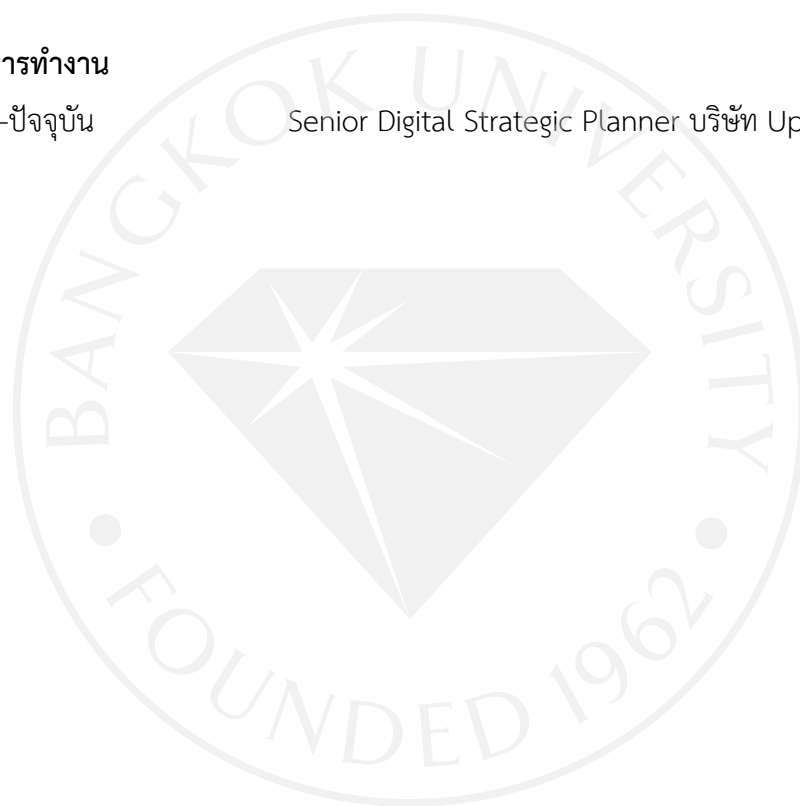 ารทำงาน
-ปัจจุบัน Senior Digital Strategic Planner บริษัท Up
BANGKOK UNIVERSITY
FOUNDED 1962